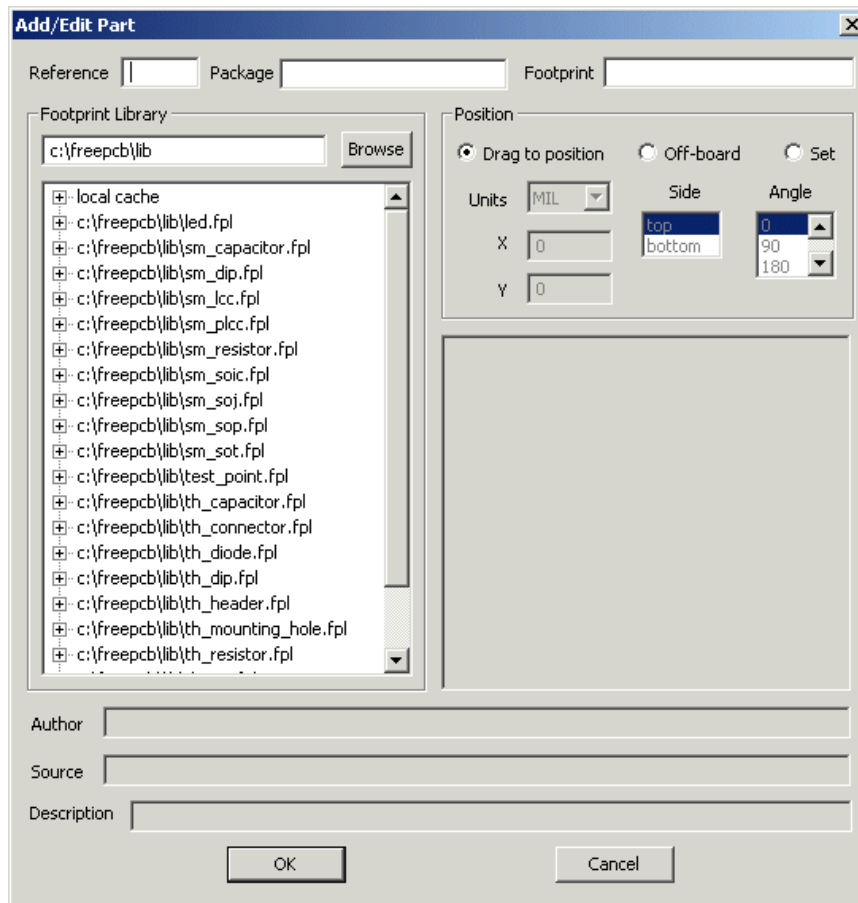 Add/Edit Part
Reference Package Footprint
Footprint Library
c:\freepcb\lib Browse
local cache
c:\freepcb\lib\led.fpl
c:\freepcb\lib\sm_capacitor.fpl
c:\freepcb\lib\sm_dip.fpl
c:\freepcb\lib\sm_lcc.fpl
c:\freepcb\lib\sm_plcc.fpl
c:\freepcb\lib\sm_resistor.fpl
c:\freepcb\lib\sm_soic.fpl
c:\freepcb\lib\sm_soj.fpl
c:\freepcb\lib\sm_sop.fpl
c:\freepcb\lib\sm_sot.fpl
c:\freepcb\lib\test_point.fpl
c:\freepcb\lib\th_capacitor.fpl
c:\freepcb\lib\th_connector.fpl
c:\freepcb\lib\th_diode.fpl
c:\freepcb\lib\th_dip.fpl
c:\freepcb\lib\th_header.fpl
c:\freepcb\lib\th_mounting_hole.fpl
c:\freepcb\lib\th_resistor.fpl
Position
Drag to position Off-board Set
Units MIL Side Angle
X 0 top 0
bottom 90
Y 0 180
Author
Source
Description
OK Cancel